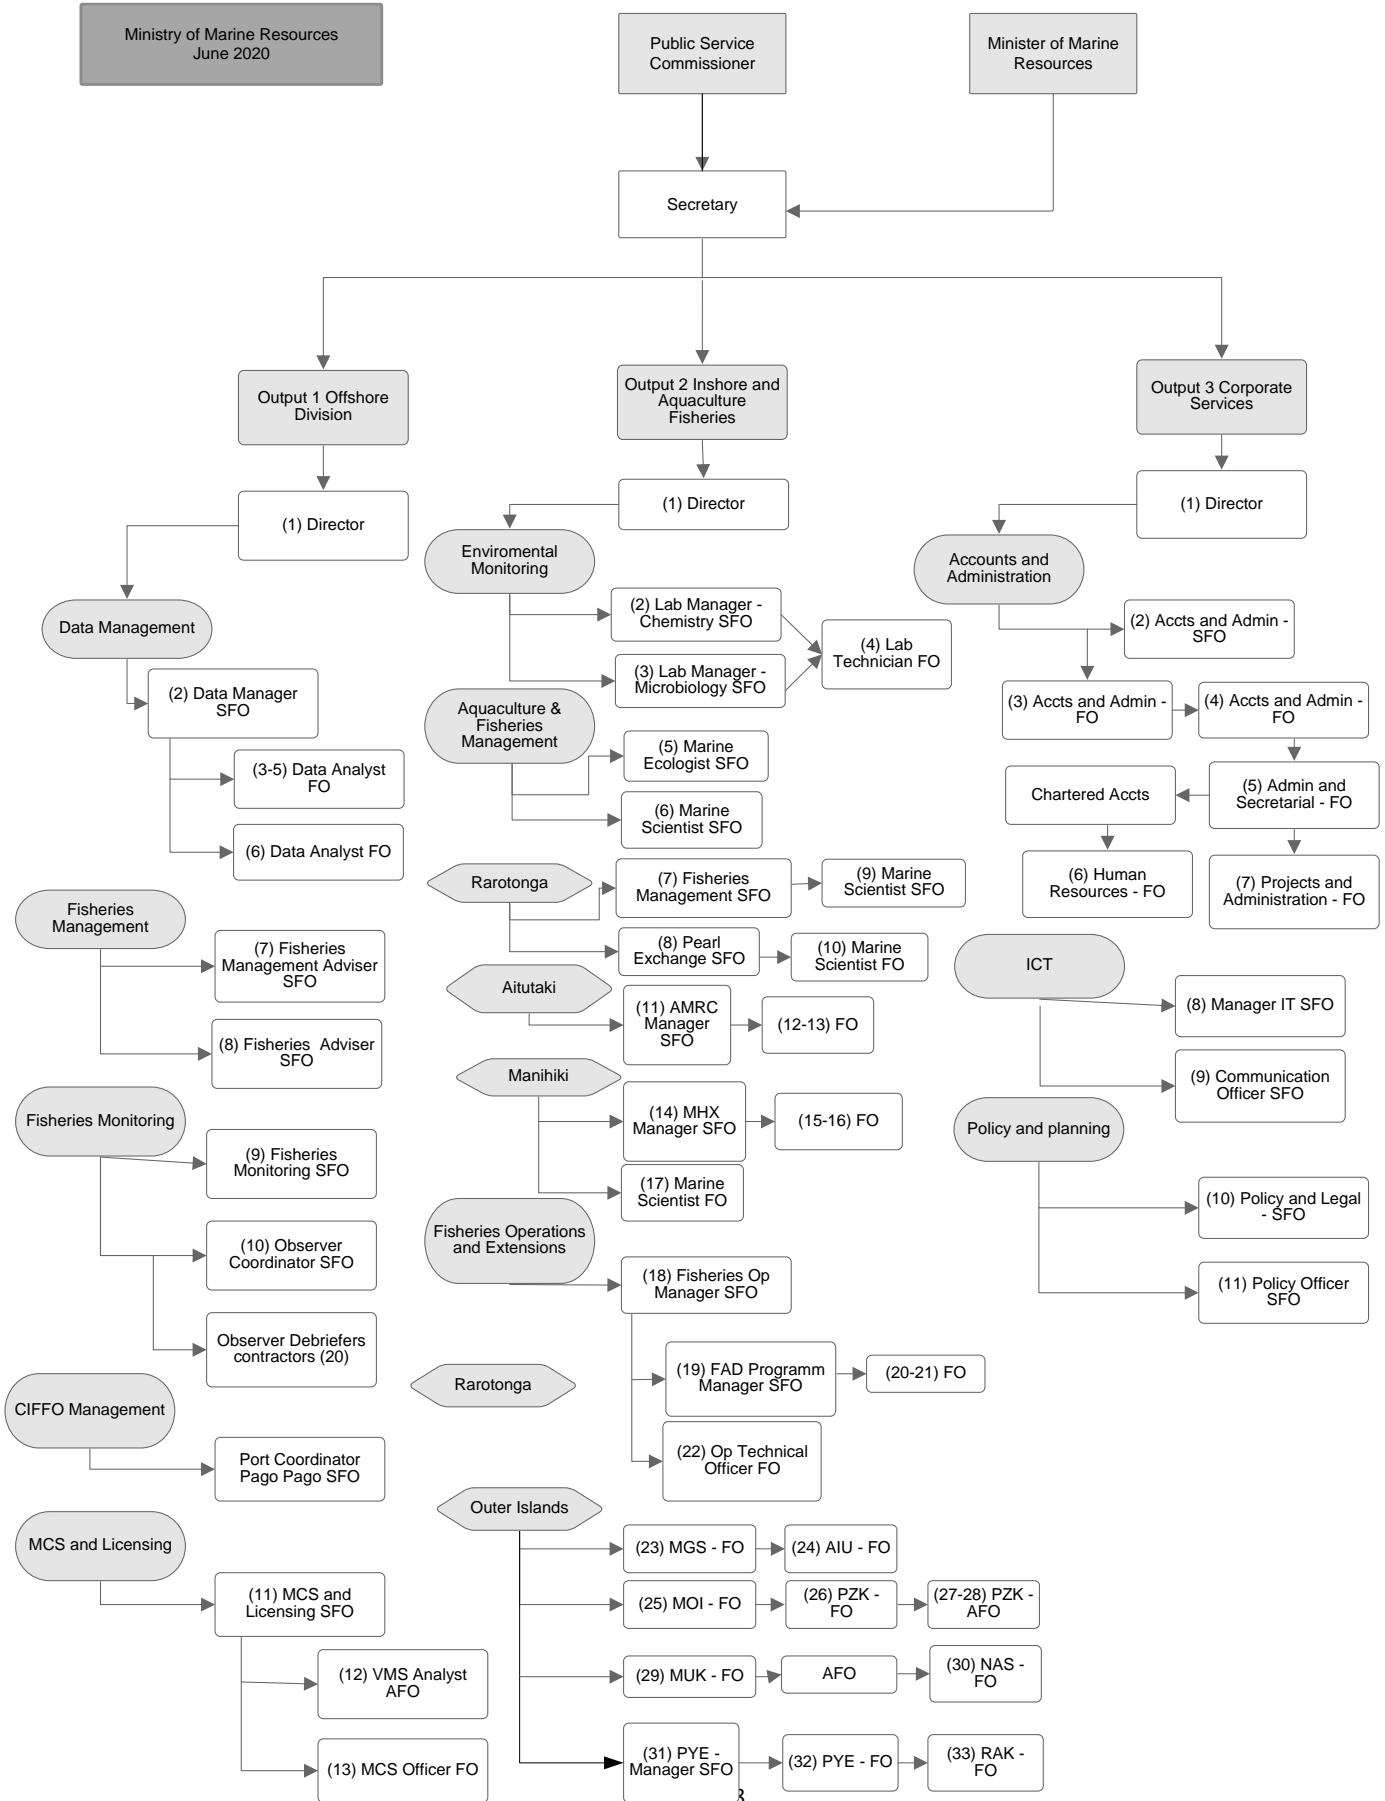 Ministry of Marine Resources
June 2020
Public Service
Commissioner
Minister of Marine
Resources
Secretary
Output 1 Offshore
Division
(1) Director
Data Management
(2) Data Manager
SFO
(3-5) Data Analyst
FO
(6) Data Analyst FO
Fisheries
Management
(7) Fisheries
Management Adviser
SFO
(8) Fisheries  Adviser
SFO
Fisheries Monitoring
(9) Fisheries
Monitoring SFO
(10) Observer
Coordinator SFO
Observer Debriefers
contractors (20)
CIFFO Management
Port Coordinator
Pago Pago SFO
MCS and Licensing
(11) MCS and
Licensing SFO
(12) VMS Analyst
AFO
(13) MCS Officer FO
Output 2 Inshore and
Aquaculture
Fisheries
(1) Director
Enviromental
Monitoring
(2) Lab Manager -
Chemistry SFO
(3) Lab Manager -
Microbiology SFO
(4) Lab
Technician FO
Aquaculture &
Fisheries
Management
(5) Marine
Ecologist SFO
(6) Marine
Scientist SFO
Rarotonga
(7) Fisheries
Management SFO
(9) Marine
Scientist SFO
(8) Pearl
Exchange SFO
(10) Marine
Scientist FO
Aitutaki
(11) AMRC
Manager
SFO
(12-13) FO
Manihiki
(14) MHX
Manager SFO
(15-16) FO
(17) Marine
Scientist FO
Fisheries Operations
and Extensions
(18) Fisheries Op
Manager SFO
Rarotonga
(19) FAD Programm
Manager SFO
(20-21) FO
(22) Op Technical
Officer FO
Outer Islands
(23) MGS - FO
(24) AIU - FO
(25) MOI - FO
(26) PZK -
FO
(27-28) PZK -
AFO
(29) MUK - FO
AFO
(30) NAS -
FO
(31) PYE -
Manager SFO
(32) PYE - FO
(33) RAK -
FO
Output 3 Corporate
Services
(1) Director
Accounts and
Administration
(2) Accts and Admin -
SFO
(3) Accts and Admin -
FO
(4) Accts and Admin -
FO
Chartered Accts
(5) Admin and
Secretarial - FO
(6) Human
Resources - FO
(7) Projects and
Administration - FO
ICT
(8) Manager IT SFO
(9) Communication
Officer SFO
Policy and planning
(10) Policy and Legal
- SFO
(11) Policy Officer
SFO